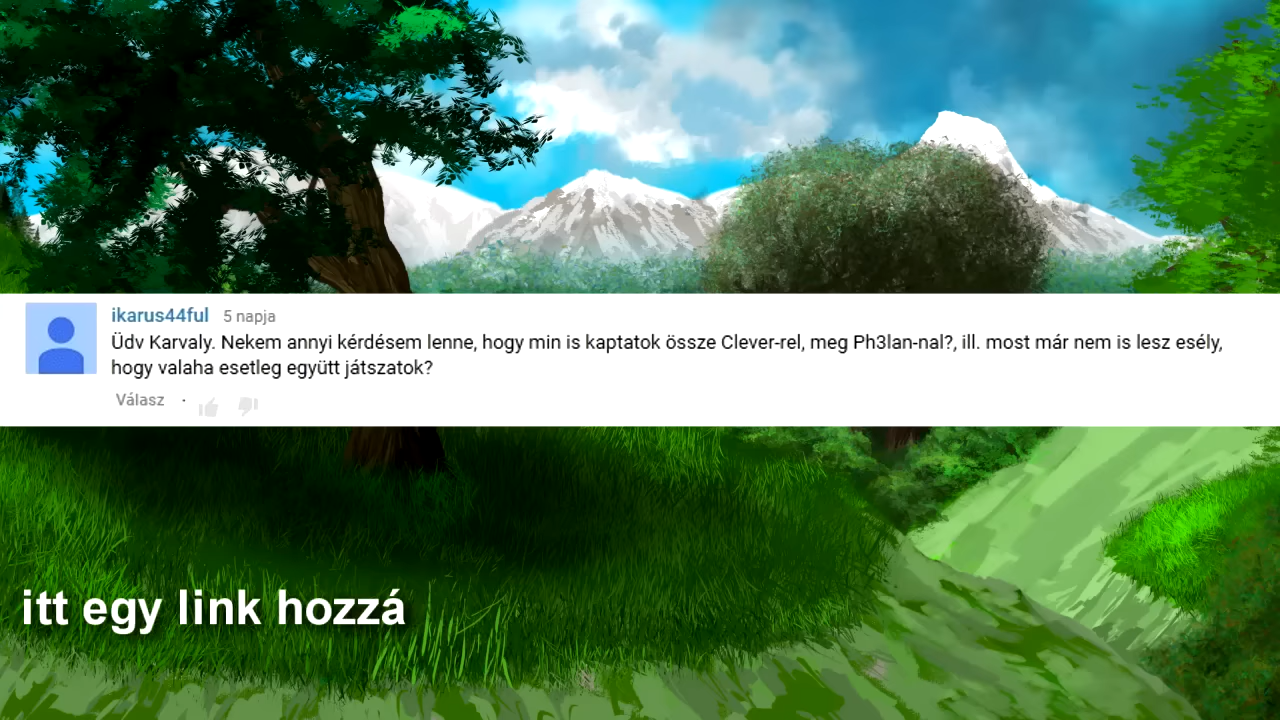 ikarus44ful 5 napja
Üdv Karvaly. Nekem annyi kérdésem lenne, hogy min is kaptatok össze Clever-rel, meg Ph3lan-nal?, ill. most már nem is lesz esély,
hogy valaha esetleg együtt játszatok?
Válasz ·
itt egy link hozzá